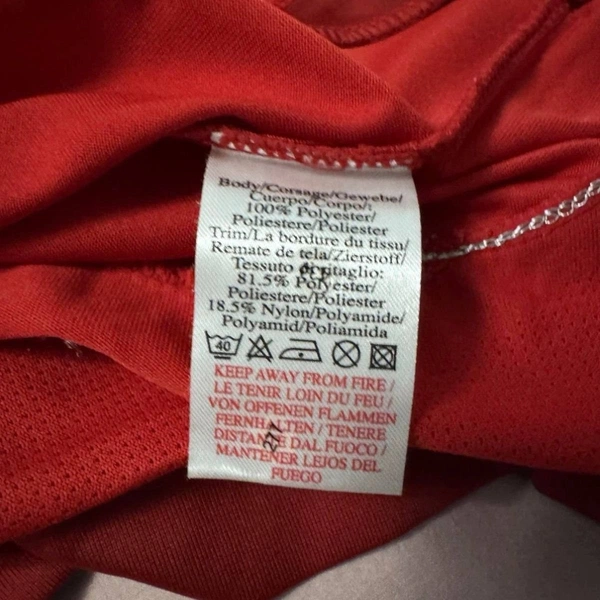 Body/Corsage/Gewebe/
Cuerpo/Corpo/:
100% Polyester/
Poliestere/Poliester
Trim/La bordure du tissu/
Remate de tela/Zierstoff/
Tessuto di ritaglio:
81.5% Polyester/
Poliestere/Poliester
18.5% Nylon/Polyamide/
Polyamid/Poliamida
40
KEEP AWAY FROM FIRE /
LE TENIR LOIN DU FEU /
VON OFFENEN FLAMMEN
FERNHALTEN / TENERE
DISTANTE DAL FUOCO /
MANTENER LEJOS DEL
FUEGO